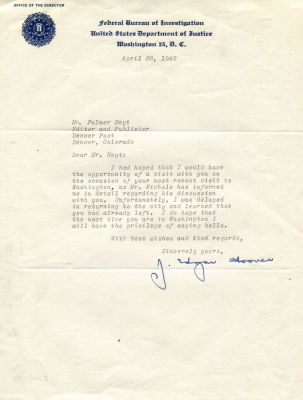 OFFICE OF THE DIRECTOR
Federal Bureau of Investigation
United States Department of Justice
Washington 25, D. C.
April 28, 1948
Mr. Palmer Hoyt
Editor and Publisher
Denver Post
Denver, Colorado
Dear Mr. Hoyt:
I had hoped that I would have
the opportunity of a visit with you on
the occasion of your most recent visit to
Washington, as Mr. Nichols has informed
me in detail regarding his discussion
with you. Unfortunately, I was delayed
in returning to the city and learned that
you had already left. I do hope that
the next time you are in Washington I
will have the privilege of saying hello.
With best wishes and kind regards,
Sincerely yours,
J. Edgar Hoover